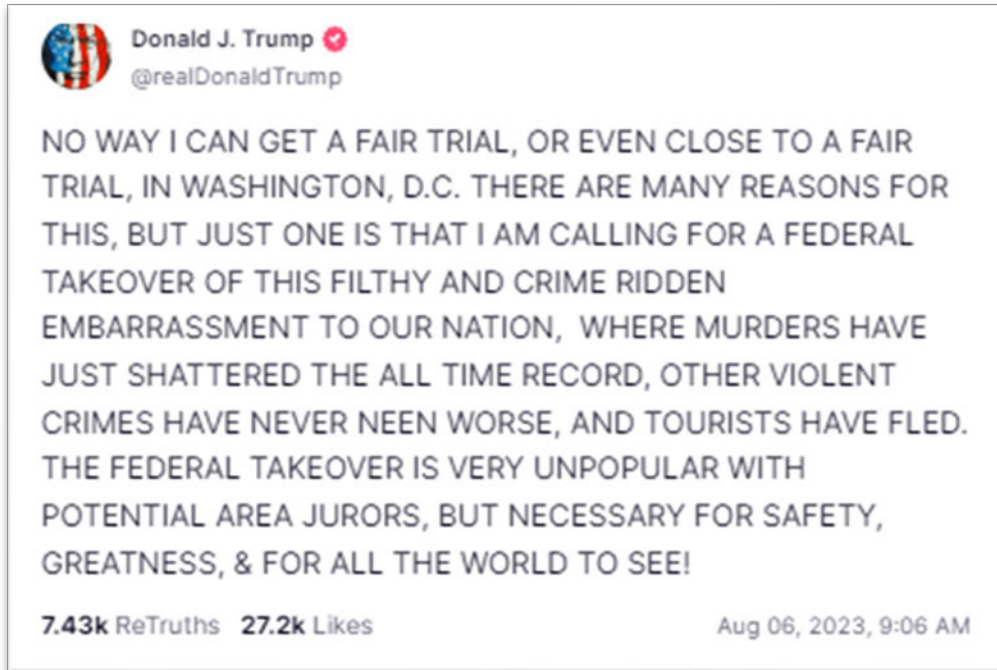 Donald J. Trump
@realDonaldTrump
NO WAY I CAN GET A FAIR TRIAL, OR EVEN CLOSE TO A FAIR
TRIAL, IN WASHINGTON, D.C. THERE ARE MANY REASONS FOR
THIS, BUT JUST ONE IS THAT I AM CALLING FOR A FEDERAL
TAKEOVER OF THIS FILTHY AND CRIME RIDDEN
EMBARRASSMENT TO OUR NATION,  WHERE MURDERS HAVE
JUST SHATTERED THE ALL TIME RECORD, OTHER VIOLENT
CRIMES HAVE NEVER NEEN WORSE, AND TOURISTS HAVE FLED.
THE FEDERAL TAKEOVER IS VERY UNPOPULAR WITH
POTENTIAL AREA JURORS, BUT NECESSARY FOR SAFETY,
GREATNESS, & FOR ALL THE WORLD TO SEE!
7.43k ReTruths 27.2k Likes Aug 06, 2023, 9:06 AM